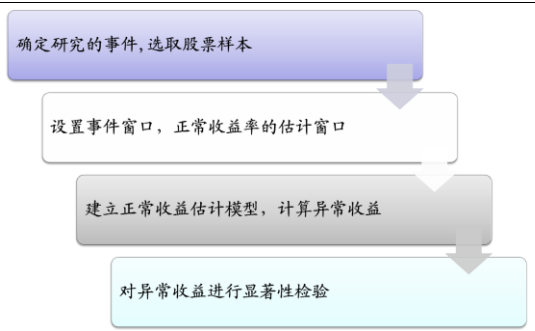 确定研究的事件,选取股票样本
设置事件窗口，正常收益率的估计窗口
建立正常收益估计模型，计算异常收益
对异常收益进行显著性检验